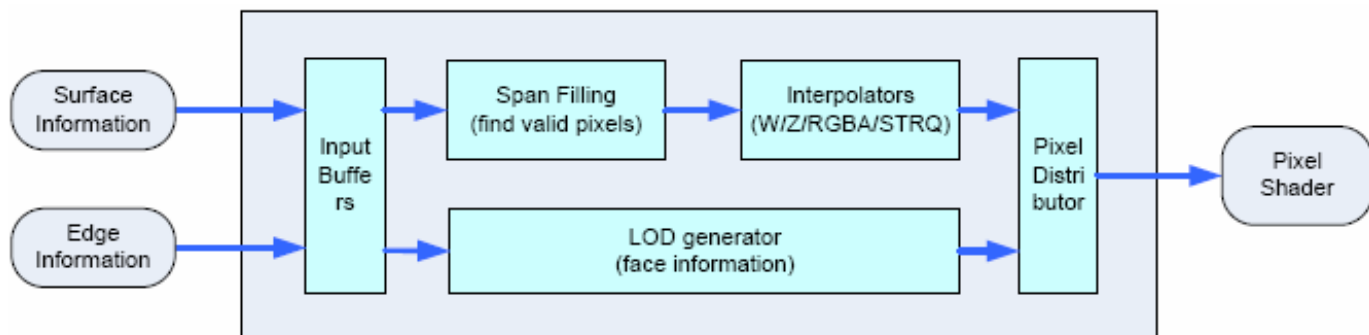 Surface
Information
Edge
Information
Input
Buffe
rs
Span Filling
(find valid pixels)
Interpolators
(W/Z/RGBA/STRQ)
LOD generator
(face information)
Pixel
Distri
butor
Pixel
Shader